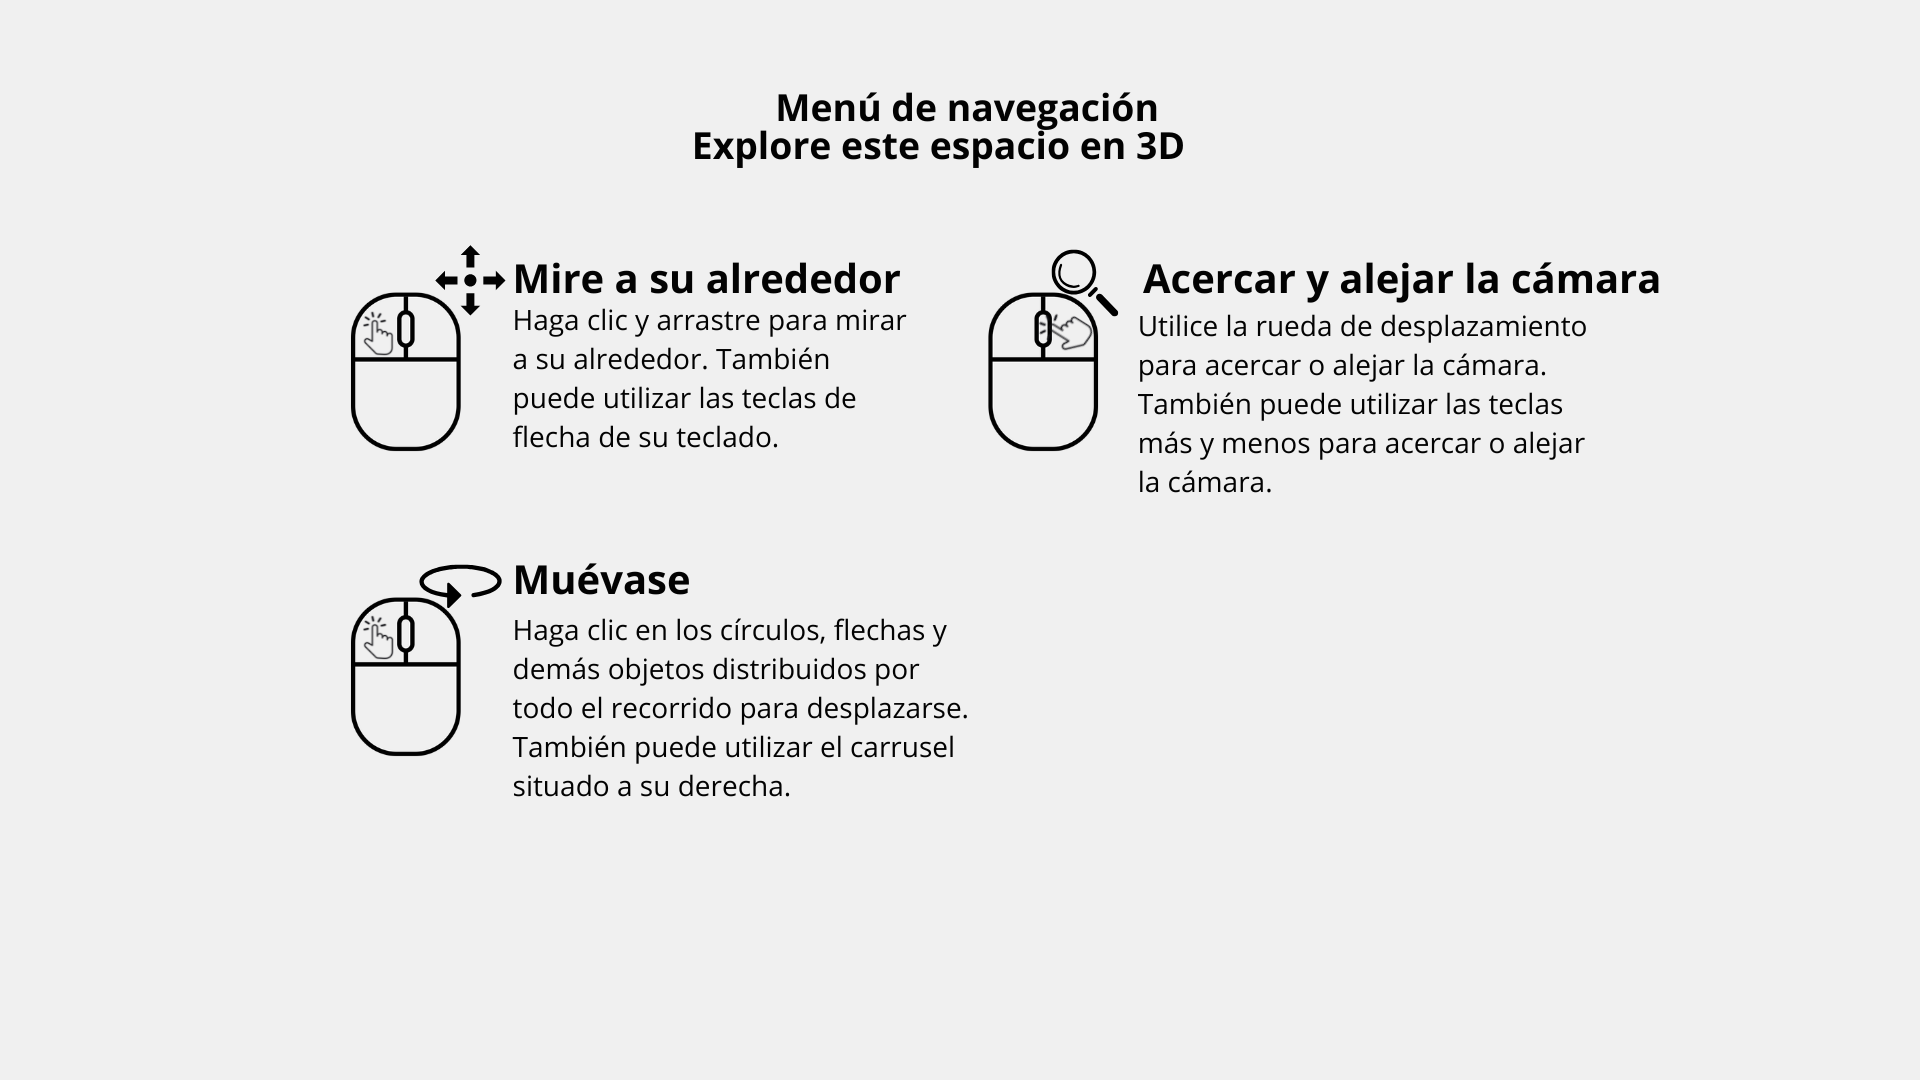 Menú de navegación
Explore este espacio en 3D
Mire a su alrededor
Haga clic y arrastre para mirar
a su alrededor. También
puede utilizar las teclas de
flecha de su teclado.
Acercar y alejar la cámara
Utilice la rueda de desplazamiento
para acercar o alejar la cámara.
También puede utilizar las teclas
más y menos para acercar o alejar
la cámara.
Muévase
Haga clic en los círculos, flechas y
demás objetos distribuidos por
todo el recorrido para desplazarse.
También puede utilizar el carrusel
situado a su derecha.